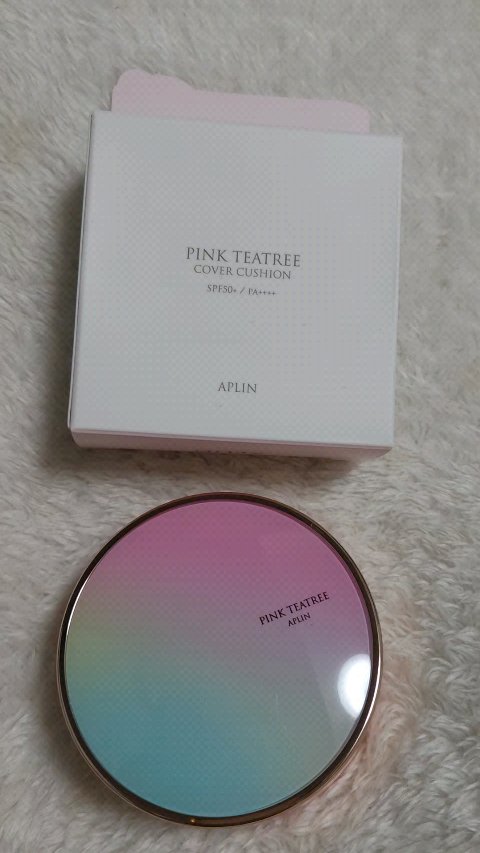 PINK TEATREE
COVER CUSHION
SPF50+ / PA++++
APLIN
PINK TEATREE
APLIN